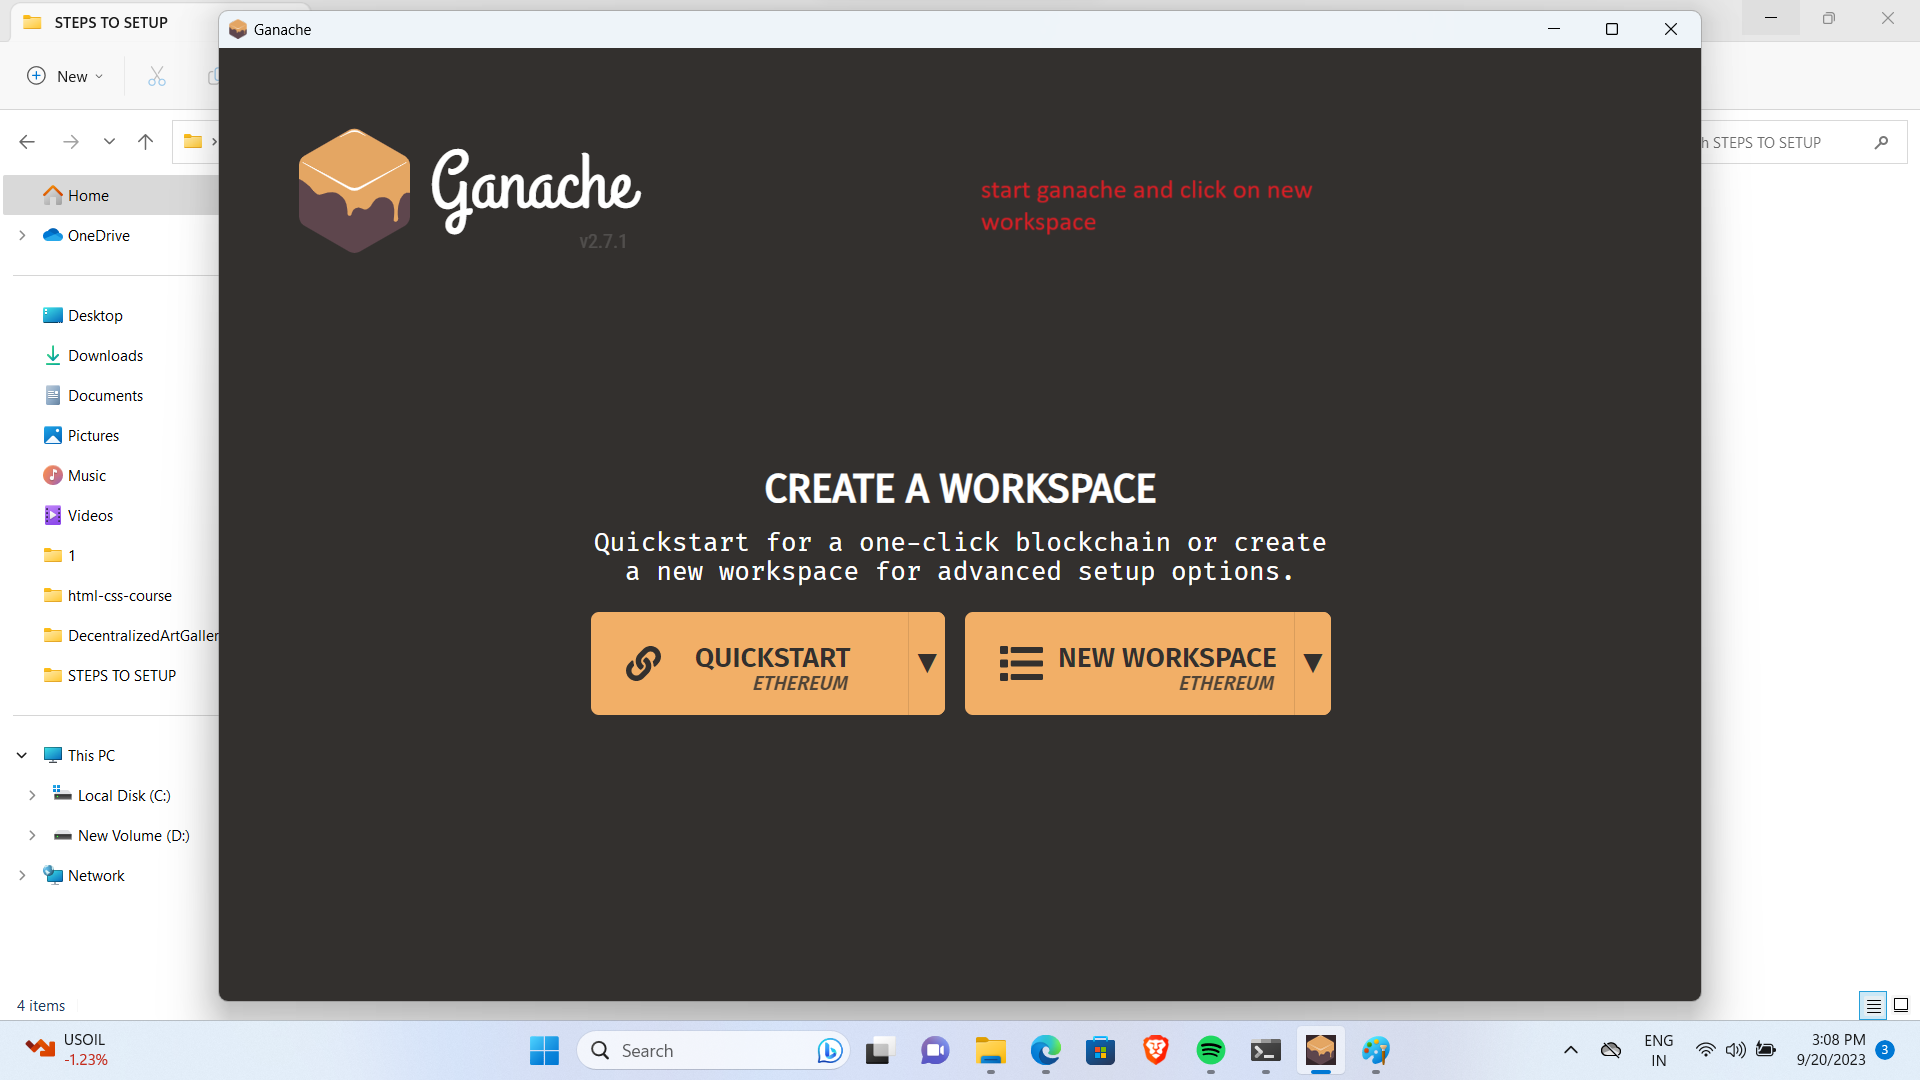 STEPS TO SETUP
Ganache
New
h STEPS TO SETUP
Home
OneDrive
Desktop
Downloads
Documents
Pictures
Music
Videos
1
html-css-course
DecentralizedArtGaller
STEPS TO SETUP
This PC
Local Disk (C:)
New Volume (D:)
Network
4 items
Ganache
v2.7.1
start ganache and click on new
workspace
CREATE A WORKSPACE
Quickstart for a one-click blockchain or create
a new workspace for advanced setup options.
QUICKSTART
ETHEREUM
NEW WORKSPACE
ETHEREUM
USOIL
-1.23%
Search
ENG
IN
3:08 PM
9/20/2023
3